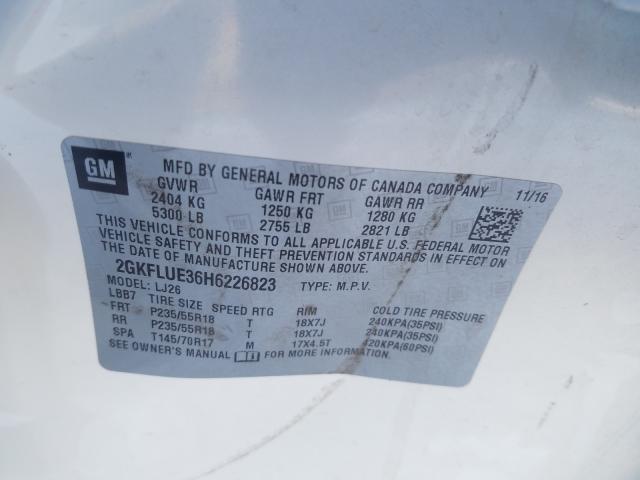 GM
MFD BY GENERAL MOTORS OF CANADA COMPANY 11/16
GVWR GAWR FRT GAWR RR
2404 KG 1250 KG 1280 KG
5300 LB 2755 LB 2821 LB
THIS VEHICLE CONFORMS TO ALL APPLICABLE U.S. FEDERAL MOTOR
VEHICLE SAFETY AND THEFT PREVENTION STANDARDS IN EFFECT ON
THE DATE OF MANUFACTURE SHOWN ABOVE.
2GKFLUE36H6226823 TYPE: M.P.V.
MODEL: LJ26
LBB7 TIRE SIZE SPEED RTG RIM COLD TIRE PRESSURE
FRT P235/55R18 T 18X7J 240KPA(35PSI)
RR P235/55R18 T 18X7J 240KPA(35PSI)
SPA T145/70R17 M 17X4.5T 420KPA(60PSI)
SEE OWNER'S MANUAL FOR MORE INFORMATION.